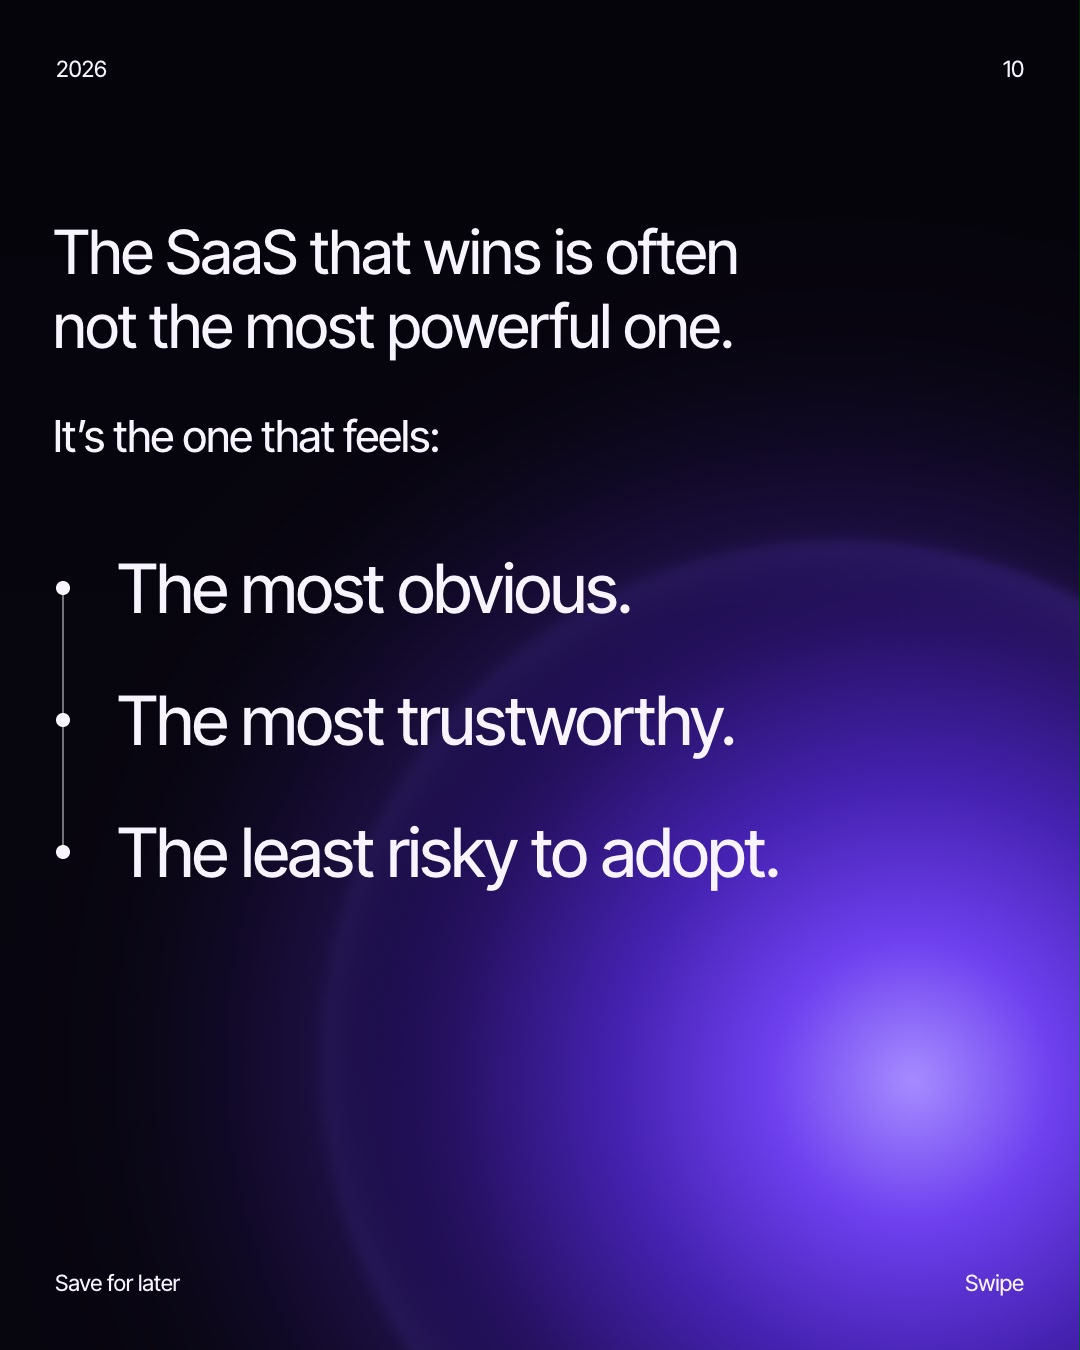 2026
10
The SaaS that wins is often
not the most powerful one.
It’s the one that feels:
The most obvious.
The most trustworthy.
The least risky to adopt.
Save for later
Swipe